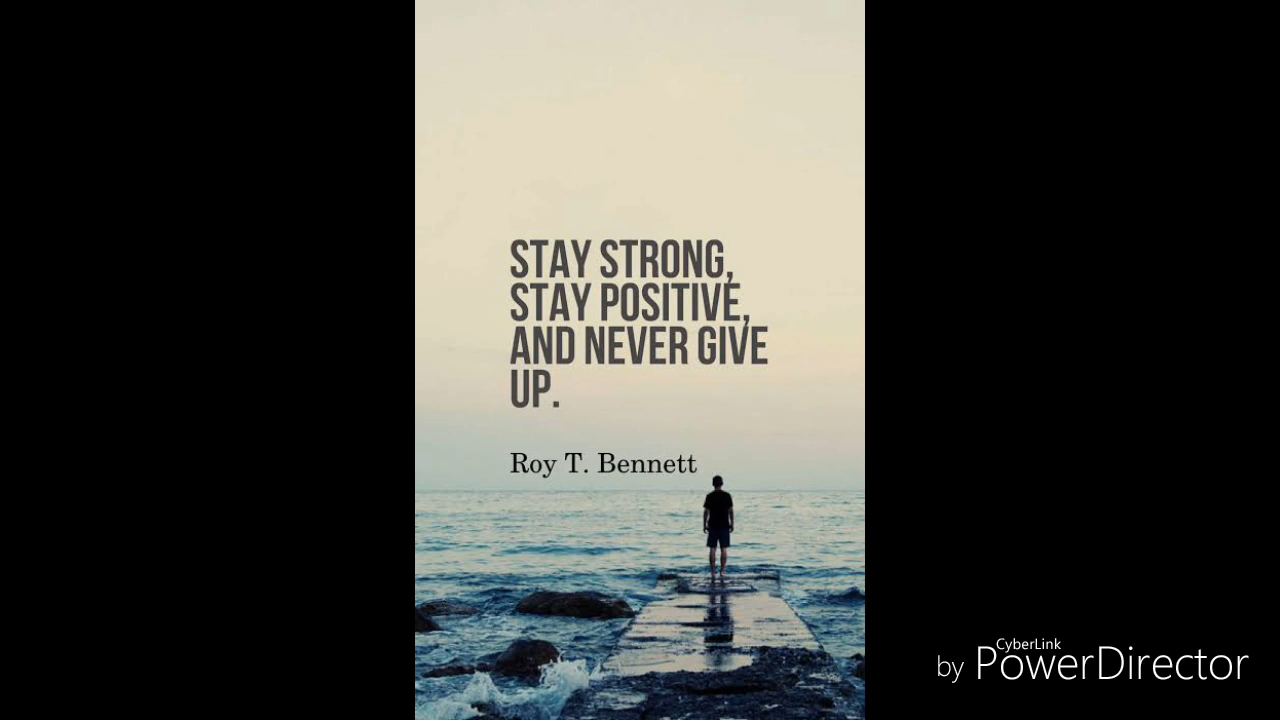 STAY STRONG,
STAY POSITIVE,
AND NEVER GIVE
UP.
Roy T. Bennett
CyberLink
by PowerDirector